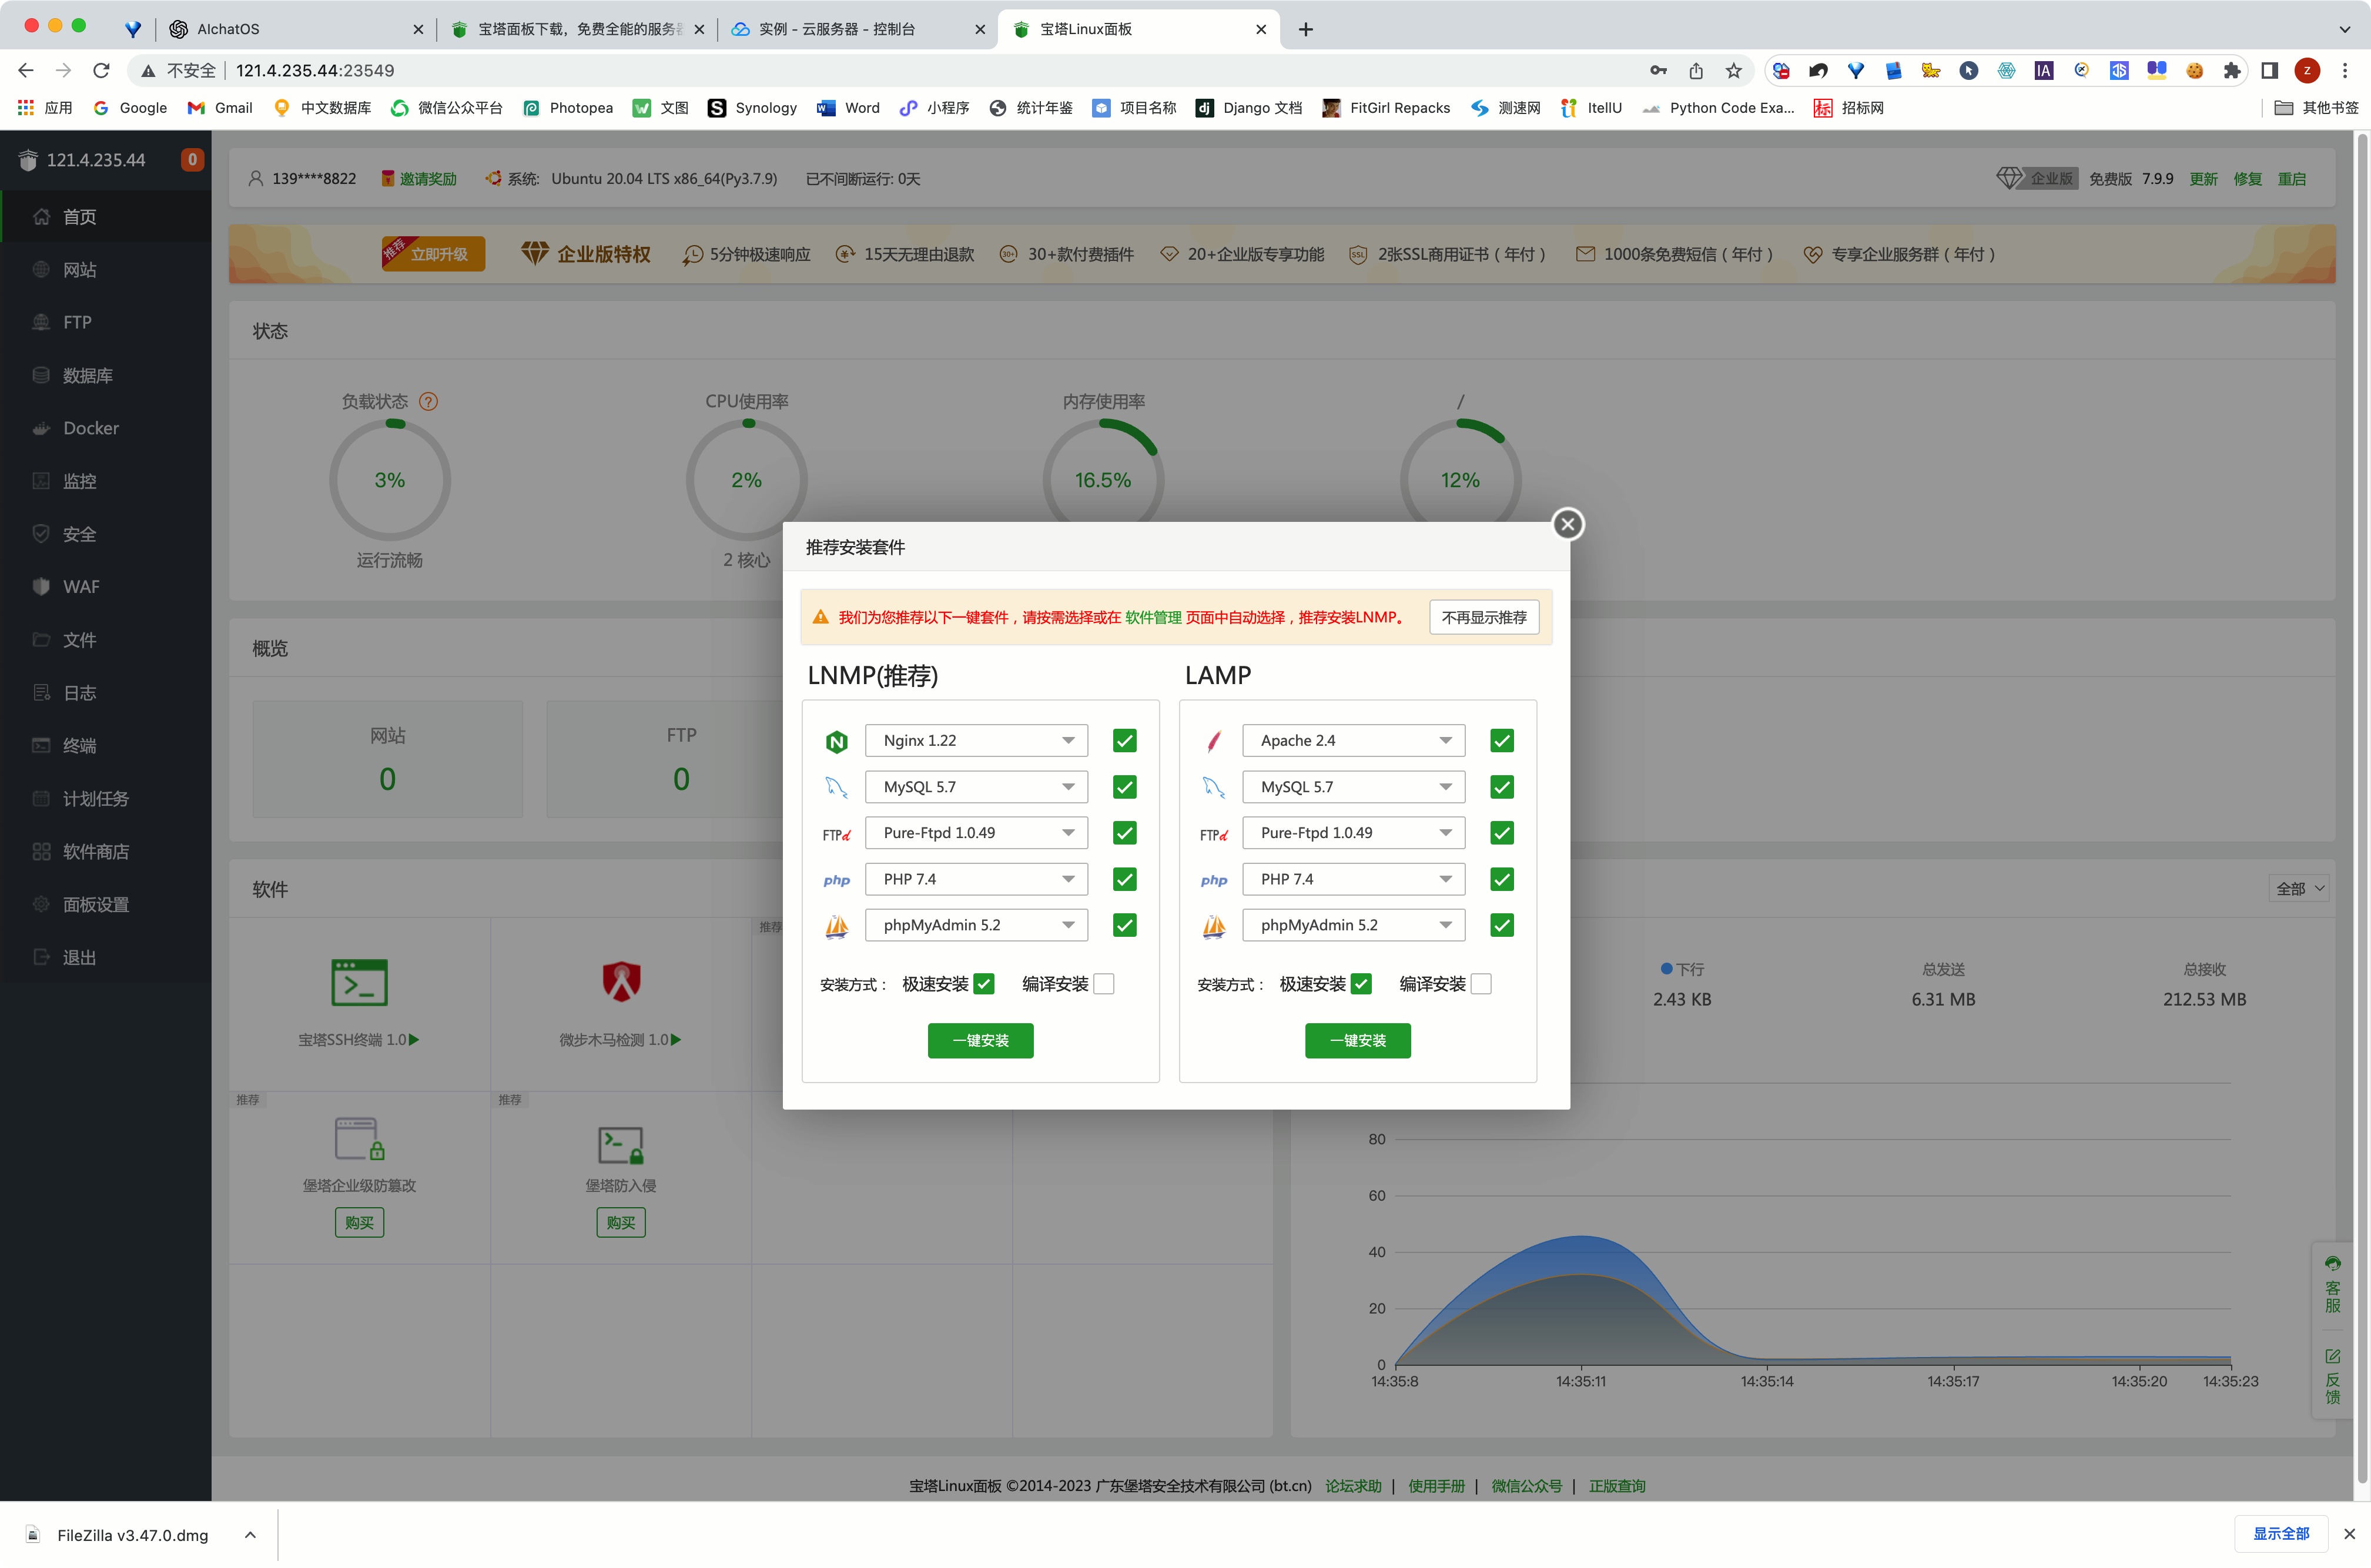 AIchatOS
宝塔面板下载，免费全能的服务器
实例 - 云服务器 - 控制台
宝塔Linux面板
不安全 121.4.235.44:23549
应用 Google Gmail 中文数据库 微信公众平台 Photopea 文图 Synology Word 小程序 统计年鉴 项目名称 Django 文档 FitGirl Repacks 测速网 ItellU Python Code Exa... 招标网 其他书签
121.4.235.44 0
首页
网站
FTP
数据库
Docker
监控
安全
WAF
文件
日志
终端
计划任务
软件商店
面板设置
退出
139****8822 邀请奖励 系统: Ubuntu 20.04 LTS x86_64(Py3.7.9) 已不间断运行: 0天 企业版 免费版 7.9.9 更新 修复 重启
推荐 立即升级 企业版特权 5分钟极速响应 15天无理由退款 30+款付费插件 20+企业版专享功能 2张SSL商用证书（年付） 1000条免费短信（年付） 专享企业服务群（年付）
状态
负载状态 CPU使用率 内存使用率 /
3% 2% 16.5% 12%
运行流畅 2 核心
概览
网站 FTP
0 0
软件
推荐
宝塔SSH终端 1.0 微步木马检测 1.0
推荐 推荐
堡塔企业级防篡改 堡塔防入侵
购买 购买
推荐安装套件
我们为您推荐以下一键套件，请按需选择或在 软件管理 页面中自动选择，推荐安装LNMP。 不再显示推荐
LNMP(推荐)
Nginx 1.22
MySQL 5.7
FTPd Pure-Ftpd 1.0.49
php PHP 7.4
phpMyAdmin 5.2
安装方式： 极速安装 编译安装
一键安装
LAMP
Apache 2.4
MySQL 5.7
FTPd Pure-Ftpd 1.0.49
php PHP 7.4
phpMyAdmin 5.2
安装方式： 极速安装 编译安装
一键安装
全部
下行 总发送 总接收
2.43 KB 6.31 MB 212.53 MB
80
60
40
20
0
14:35:8 14:35:11 14:35:14 14:35:17 14:35:20 14:35:23
客服
反馈
宝塔Linux面板 ©2014-2023 广东堡塔安全技术有限公司 (bt.cn) 论坛求助 | 使用手册 | 微信公众号 | 正版查询
FileZilla v3.47.0.dmg 显示全部